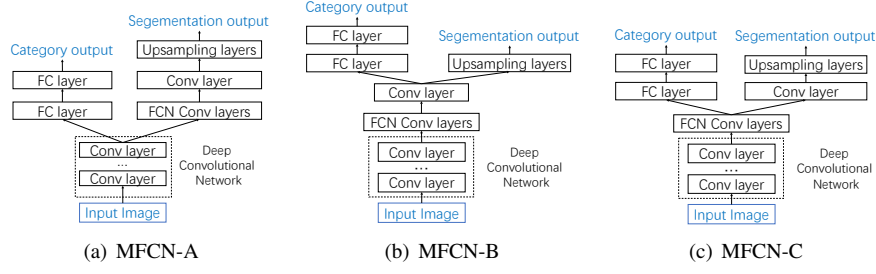 Segementation output
Category output
Upsampling layers
FC layer
Conv layer
FC layer
FCN Conv layers
Conv layer
...
Conv layer
Deep
Convolutional
Network
Input Image
(a) MFCN-A
Category output
FC layer
Segementation output
FC layer
Upsampling layers
Conv layer
FCN Conv layers
Conv layer
...
Conv layer
Deep
Convolutional
Network
Input Image
(b) MFCN-B
Category output
Segementation output
FC layer
Upsampling layers
FC layer
Conv layer
FCN Conv layers
Conv layer
...
Conv layer
Deep
Convolutional
Network
Input Image
(c) MFCN-C